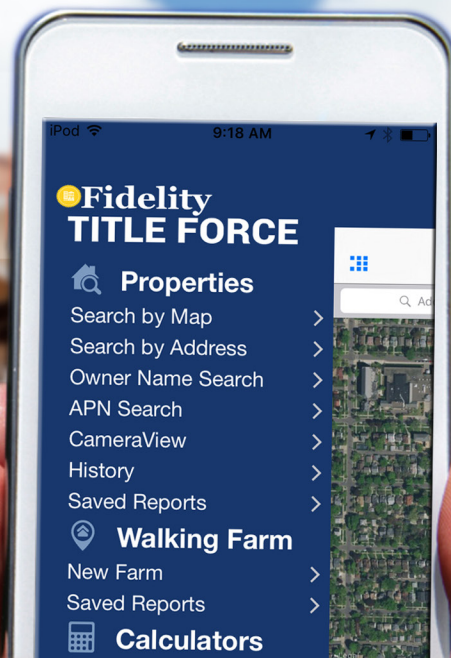 iPod
9:18 AM
Fidelity
TITLE FORCE
Properties
Search by Map
Search by Address
Owner Name Search
APN Search
CameraView
History
Saved Reports
Walking Farm
New Farm
Saved Reports
Calculators